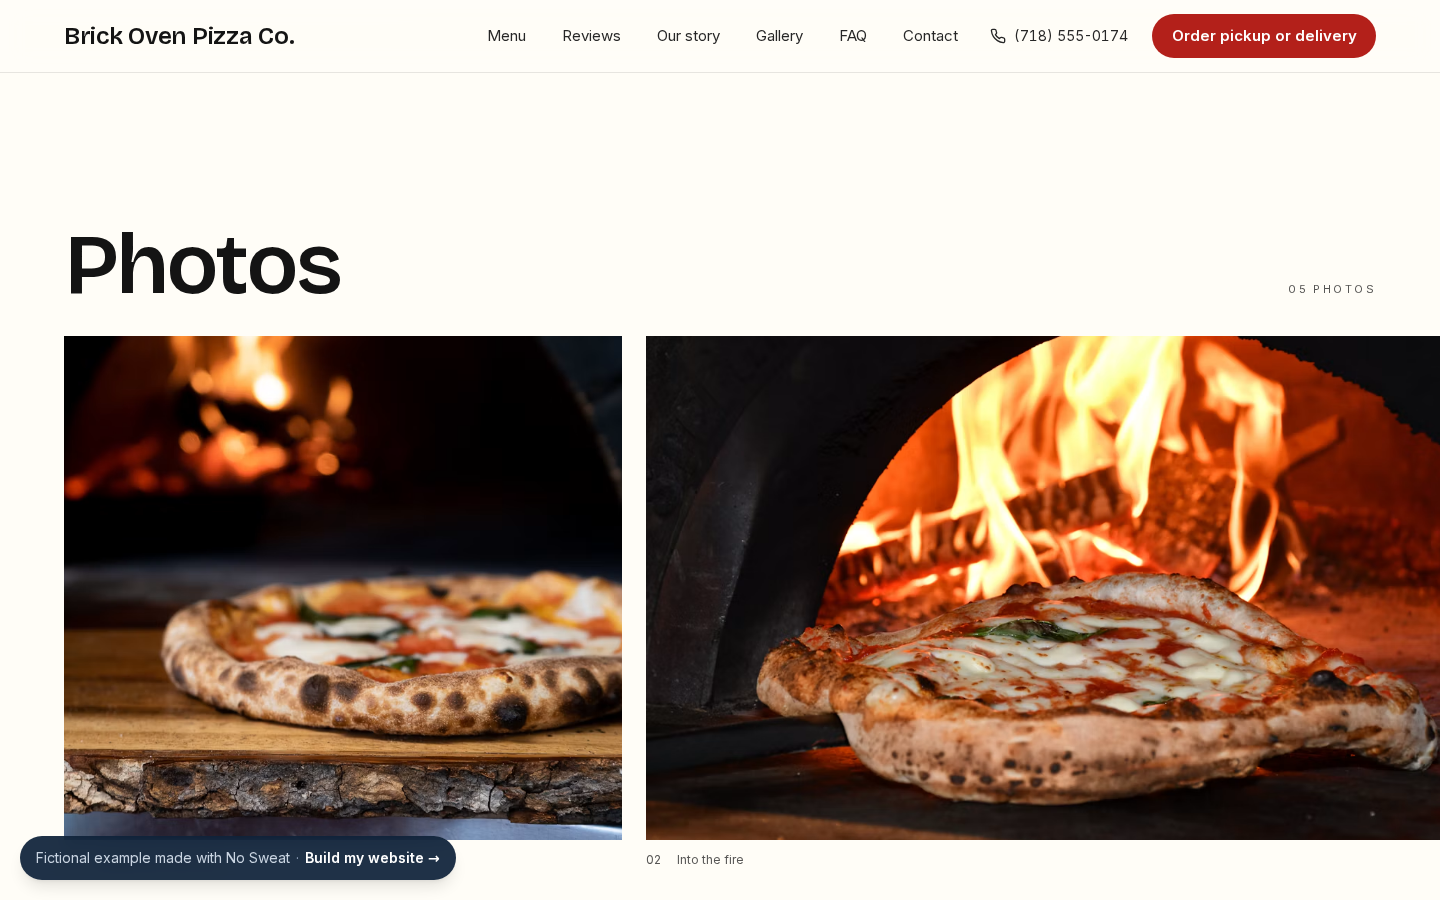 Brick Oven Pizza Co.
Menu
Reviews
Our story
Gallery
FAQ
Contact
(718) 555-0174
Order pickup or delivery
Photos
05 PHOTOS
02 Into the fire
Fictional example made with No Sweat · Build my website →